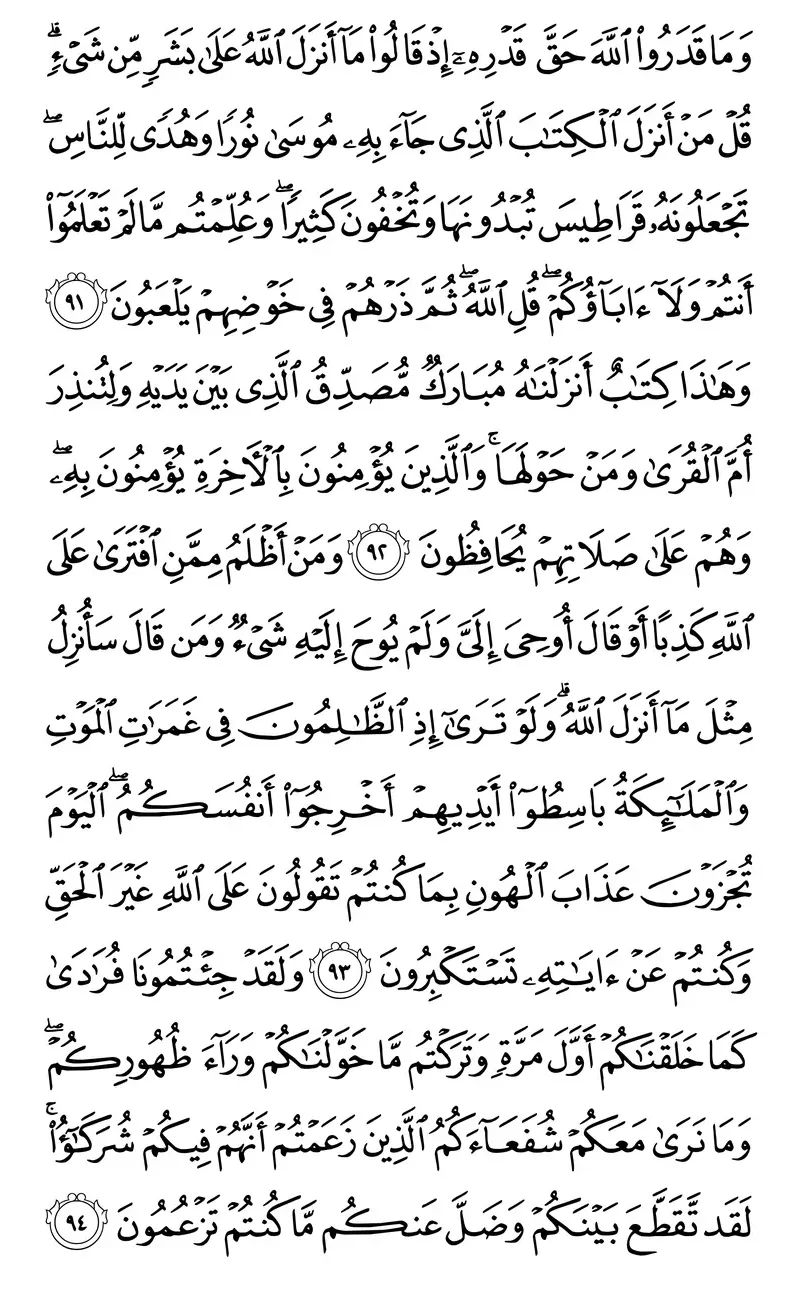 وَمَا قَدَرُوا۟ ٱللَّهَ حَقَّ قَدْرِهِۦٓ إِذْ قَالُوا۟ مَآ أَنزَلَ ٱللَّهُ عَلَىٰ بَشَرٍ مِّن شَىْءٍ ۗ
قُلْ مَنْ أَنزَلَ ٱلْكِتَـٰبَ ٱلَّذِى جَآءَ بِهِۦ مُوسَىٰ نُورًا وَهُدًى لِّلنَّاسِ ۖ
تَجْعَلُونَهُۥ قَرَاطِيسَ تُبْدُونَهَا وَتُخْفُونَ كَثِيرًا ۖ وَعُلِّمْتُم مَّا لَمْ تَعْلَمُوٓا۟
أَنتُمْ وَلَآ ءَابَآؤُكُمْ ۖ قُلِ ٱللَّهُ ۖ ثُمَّ ذَرْهُمْ فِى خَوْضِهِمْ يَلْعَبُونَ ٩١
وَهَـٰذَا كِتَـٰبٌ أَنزَلْنَـٰهُ مُبَارَكٌ مُّصَدِّقُ ٱلَّذِى بَيْنَ يَدَيْهِ وَلِتُنذِرَ
أُمَّ ٱلْقُرَىٰ وَمَنْ حَوْلَهَا ۚ وَٱلَّذِينَ يُؤْمِنُونَ بِٱلْـَٔاخِرَةِ يُؤْمِنُونَ بِهِۦ ۖ
وَهُمْ عَلَىٰ صَلَاتِهِمْ يُحَافِظُونَ ٩٢ وَمَنْ أَظْلَمُ مِمَّنِ ٱفْتَرَىٰ عَلَى
ٱللَّهِ كَذِبًا أَوْ قَالَ أُوحِىَ إِلَىَّ وَلَمْ يُوحَ إِلَيْهِ شَىْءٌ وَمَن قَالَ سَأُنزِلُ
مِثْلَ مَآ أَنزَلَ ٱللَّهُ ۗ وَلَوْ تَرَىٰٓ إِذِ ٱلظَّـٰلِمُونَ فِى غَمَرَٰتِ ٱلْمَوْتِ
وَٱلْمَلَـٰٓئِكَةُ بَاسِطُوٓا۟ أَيْدِيهِمْ أَخْرِجُوٓا۟ أَنفُسَكُمُ ۖ ٱلْيَوْمَ
تُجْزَوْنَ عَذَابَ ٱلْهُونِ بِمَا كُنتُمْ تَقُولُونَ عَلَى ٱللَّهِ غَيْرَ ٱلْحَقِّ
وَكُنتُمْ عَنْ ءَايَـٰتِهِۦ تَسْتَكْبِرُونَ ٩٣ وَلَقَدْ جِئْتُمُونَا فُرَٰدَىٰ
كَمَا خَلَقْنَـٰكُمْ أَوَّلَ مَرَّةٍ وَتَرَكْتُم مَّا خَوَّلْنَـٰكُمْ وَرَآءَ ظُهُورِكُمْ ۖ
وَمَا نَرَىٰ مَعَكُمْ شُفَعَآءَكُمُ ٱلَّذِينَ زَعَمْتُمْ أَنَّهُمْ فِيكُمْ شُرَكَـٰٓؤُا۟ ۚ
لَقَد تَّقَطَّعَ بَيْنَكُمْ وَضَلَّ عَنكُم مَّا كُنتُمْ تَزْعُمُونَ ٩٤